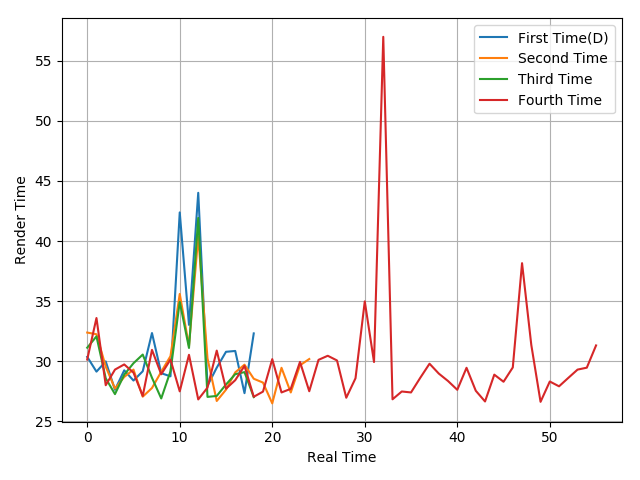 First Time(D)
Second Time
Third Time
Fourth Time
Render Time
55
50
45
40
35
30
25
0 10 20 30 40 50
Real Time